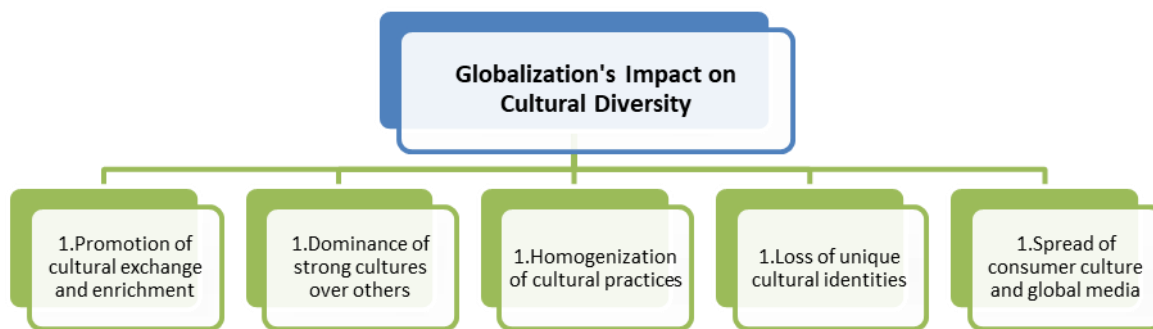 Globalization's Impact on
Cultural Diversity
1.Promotion of
cultural exchange
and enrichment
1.Dominance of
strong cultures
over others
1.Homogenization
of cultural practices
1.Loss of unique
cultural identities
1.Spread of
consumer culture
and global media